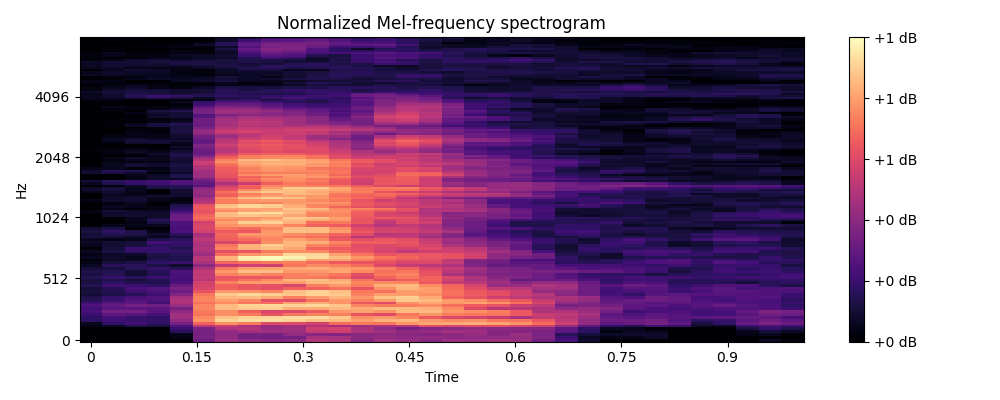 Normalized Mel-frequency spectrogram
Hz
4096
2048
1024
512
0
0 0.15 0.3 0.45 0.6 0.75 0.9
Time
+1 dB
+1 dB
+1 dB
+0 dB
+0 dB
+0 dB